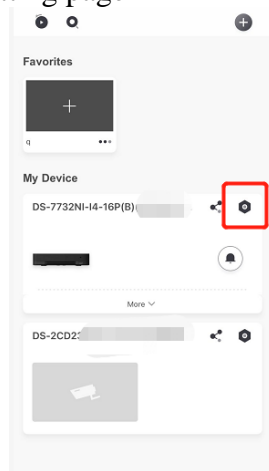 Favorites
q
My Device
DS-7732NI-I4-16P(B)
More
DS-2CD2